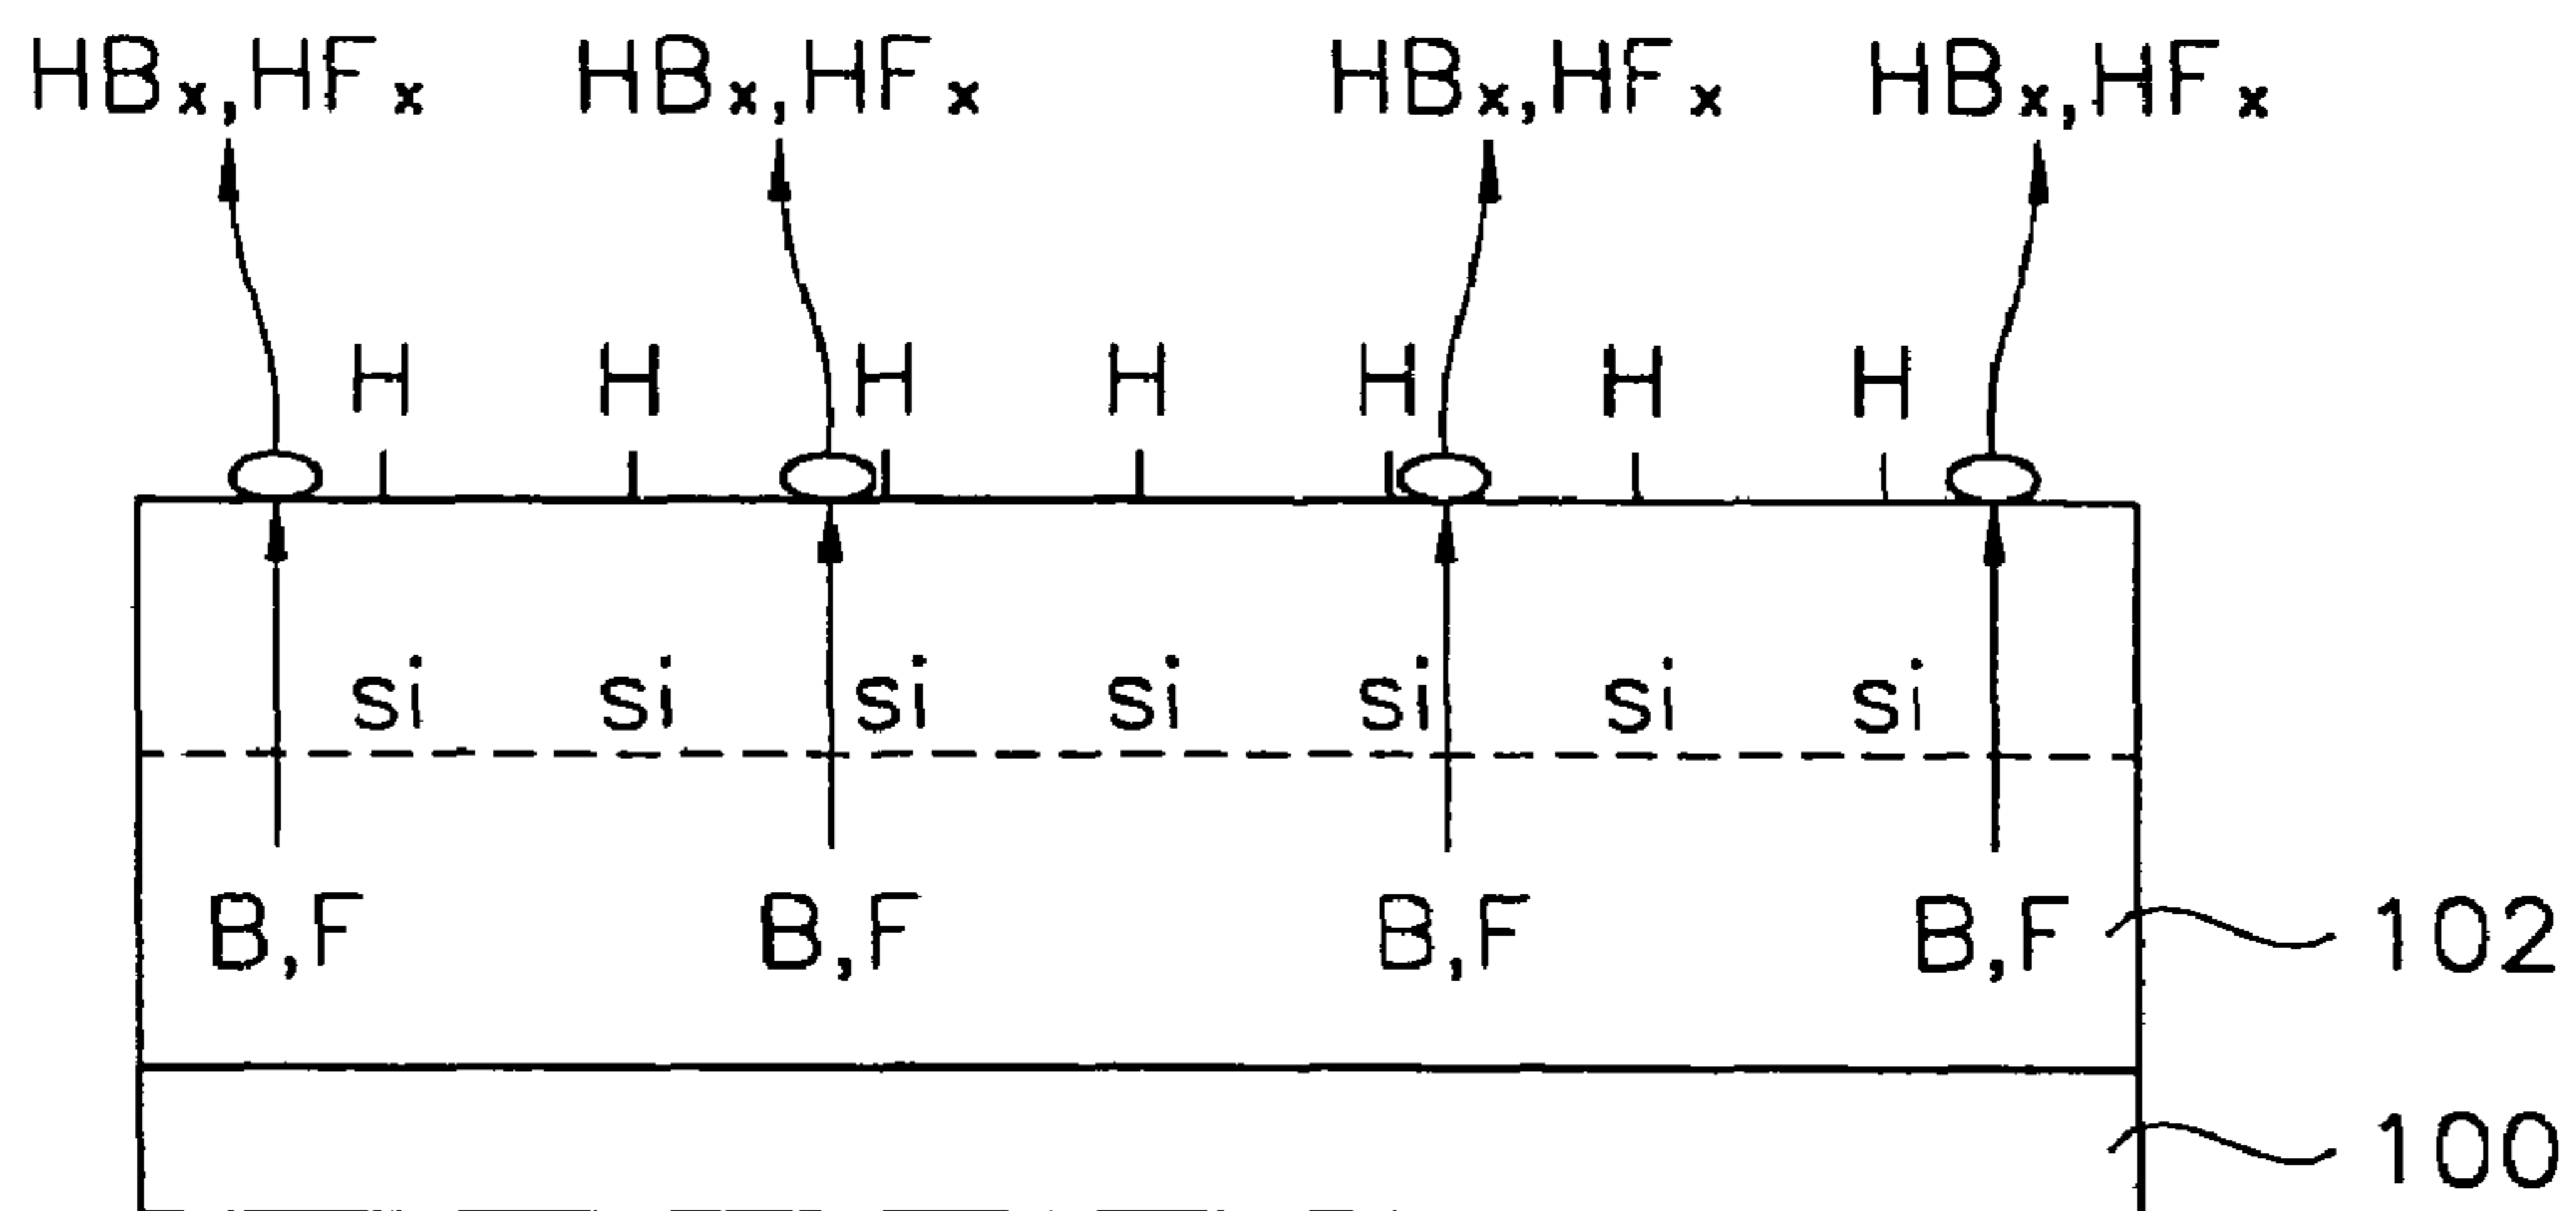 HBx,HFx HBx,HFx HBx,HFx HBx,HFx
H H H H H H H
Si Si Si Si Si Si Si
B,F B,F B,F B,F 102
100